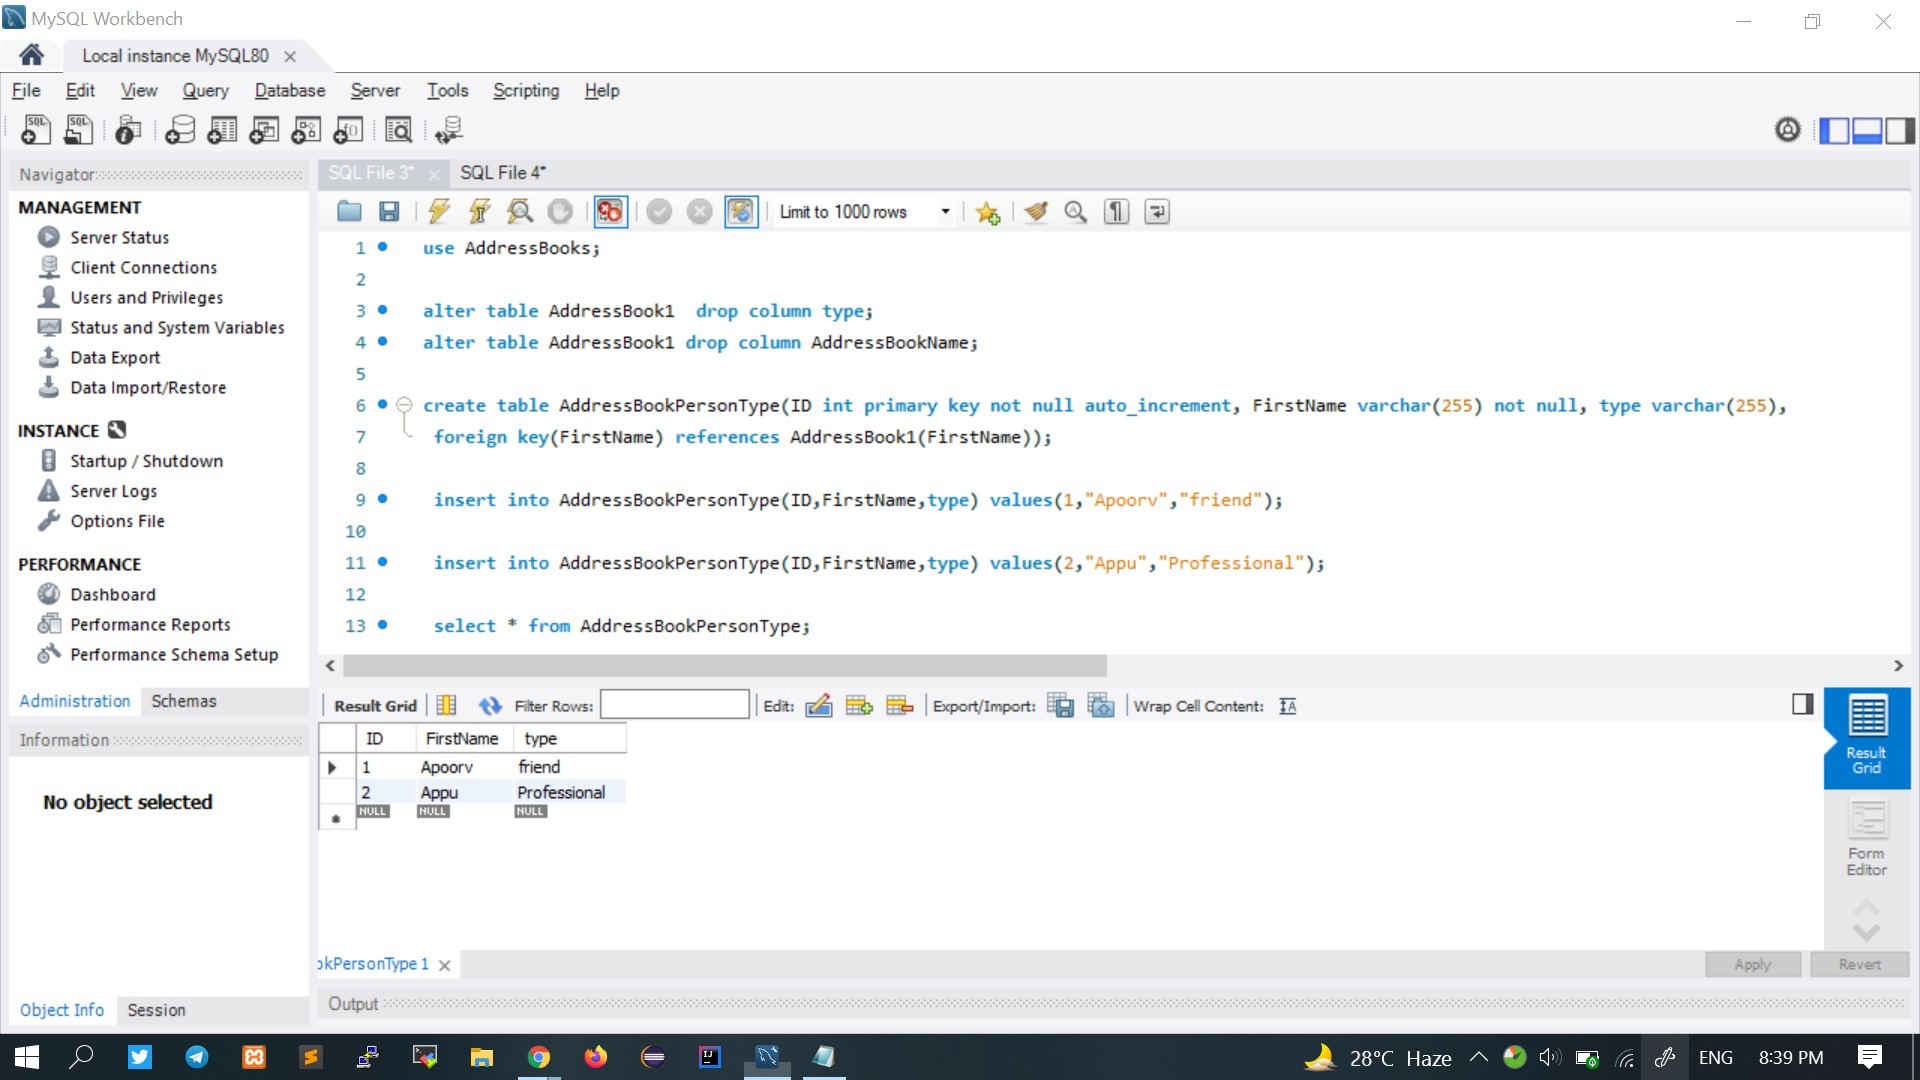 MySQL Workbench
Local instance MySQL80
File Edit View Query Database Server Tools Scripting Help
Navigator
MANAGEMENT
Server Status
Client Connections
Users and Privileges
Status and System Variables
Data Export
Data Import/Restore
INSTANCE
Startup / Shutdown
Server Logs
Options File
PERFORMANCE
Dashboard
Performance Reports
Performance Schema Setup
Administration Schemas
Information
No object selected
Object Info Session
SQL File 3* SQL File 4*
Limit to 1000 rows
1 use AddressBooks;
2
3 alter table AddressBook1  drop column type;
4 alter table AddressBook1 drop column AddressBookName;
5
6 create table AddressBookPersonType(ID int primary key not null auto_increment, FirstName varchar(255) not null, type varchar(255),
7 foreign key(FirstName) references AddressBook1(FirstName));
8
9 insert into AddressBookPersonType(ID,FirstName,type) values(1,"Apoorv","friend");
10
11 insert into AddressBookPersonType(ID,FirstName,type) values(2,"Appu","Professional");
12
13 select * from AddressBookPersonType;
Result Grid Filter Rows: Edit: Export/Import: Wrap Cell Content:
ID FirstName type
1 Apoorv friend
2 Appu Professional
NULL NULL NULL
Result Grid
Form Editor
okPersonType 1
Apply Revert
Output
28°C Haze ENG 8:39 PM